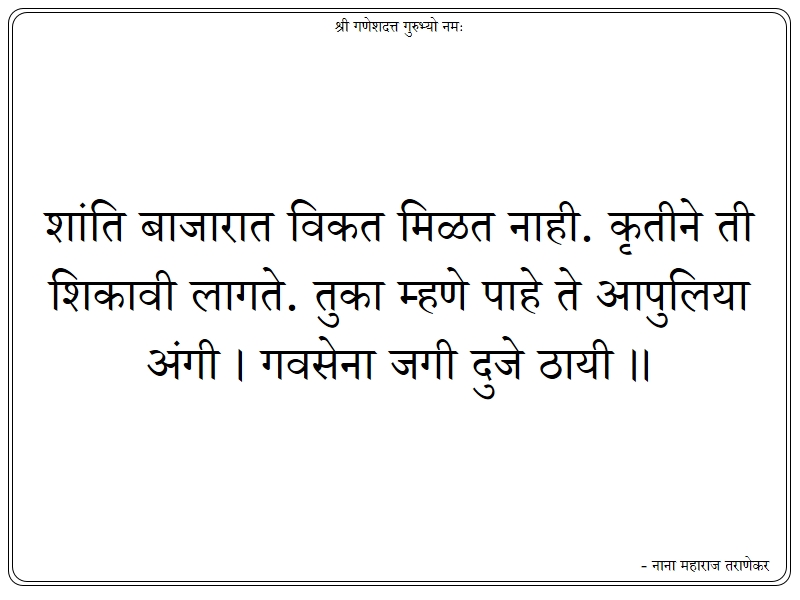 श्री गणेशदत्त गुरुभ्यो नमः
शांति बाजारात विकत मिळत नाही. कृतीने ती
शिकावी लागते. तुका म्हणे पाहे ते आपुलिया
अंगी । गवसेना जगी दुजे ठायी ॥
- नाना महाराज तराणेकर